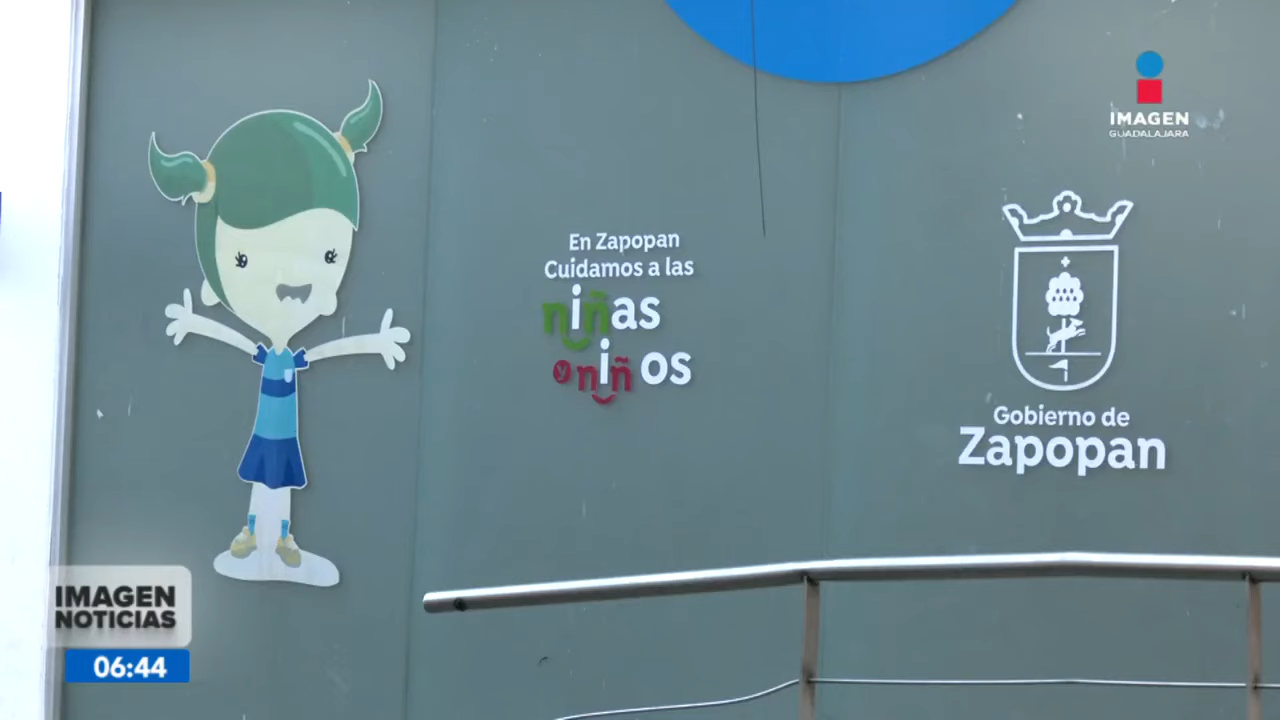 IMAGEN
GUADALAJARA
En Zapopan
Cuidamos a las
niñas
y niños
Gobierno de
Zapopan
IMAGEN
NOTICIAS
06:44